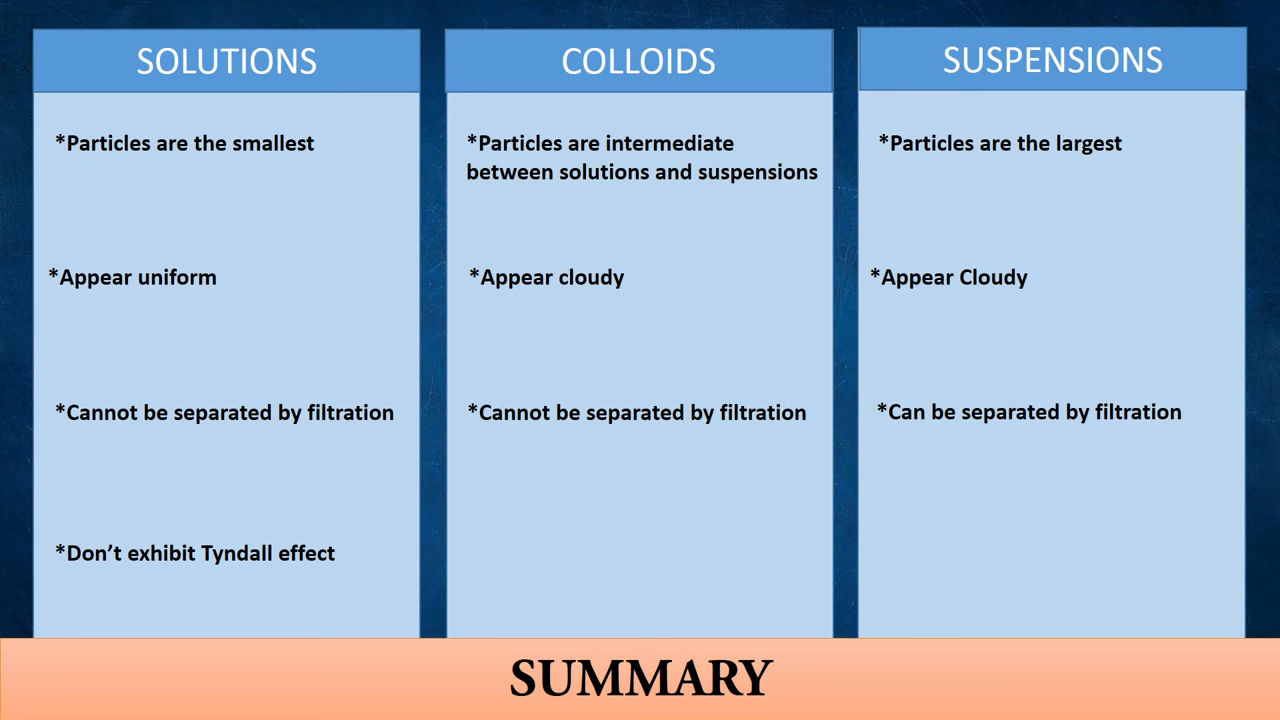 SOLUTIONS
*Particles are the smallest
*Appear uniform
*Cannot be separated by filtration
*Don’t exhibit Tyndall effect
COLLOIDS
*Particles are intermediate
between solutions and suspensions
*Appear cloudy
*Cannot be separated by filtration
SUSPENSIONS
*Particles are the largest
*Appear Cloudy
*Can be separated by filtration
SUMMARY